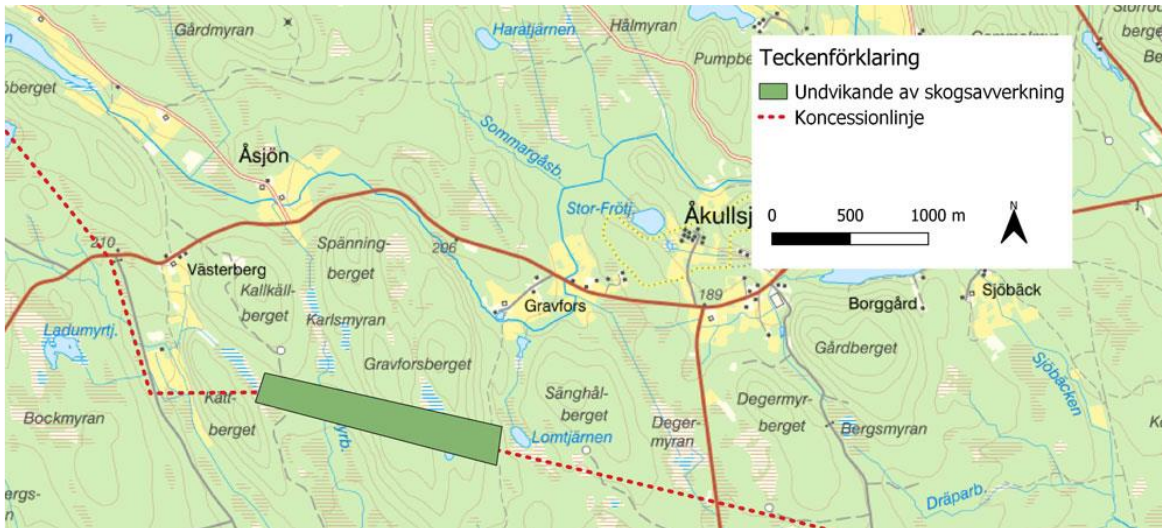 Gårdmyran
Haratjärnen
Hålmyran
Teckenförklaring
Undvikande av skogsavverkning
Koncessionlinje
0 500 1000 m
N
Åsjön
Sommargåsb.
Stor-Frötj.
210
206
189
1
Spänning-
berget
Västerberg
Kallkäll-
berget
Karlsmyran
Gravfors
Borggård
Sjöbäck
Ladumyrtj.
Gravforsberget
Gårdberget
Sjöbäcken
Bockmyran
Katt-
berget
Sänghål-
berget
Lomtjärnen
Deger-
myran
Degermyr-
berget
Bergsmyran
Dräparb.